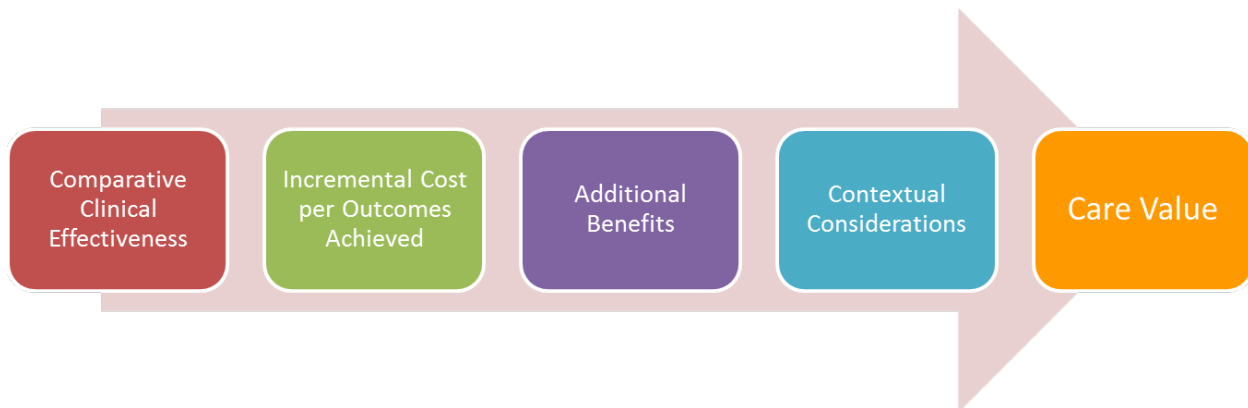 Comparative
Clinical
Effectiveness
Incremental Cost
per Outcomes
Achieved
Additional
Benefits
Contextual
Considerations
Care Value